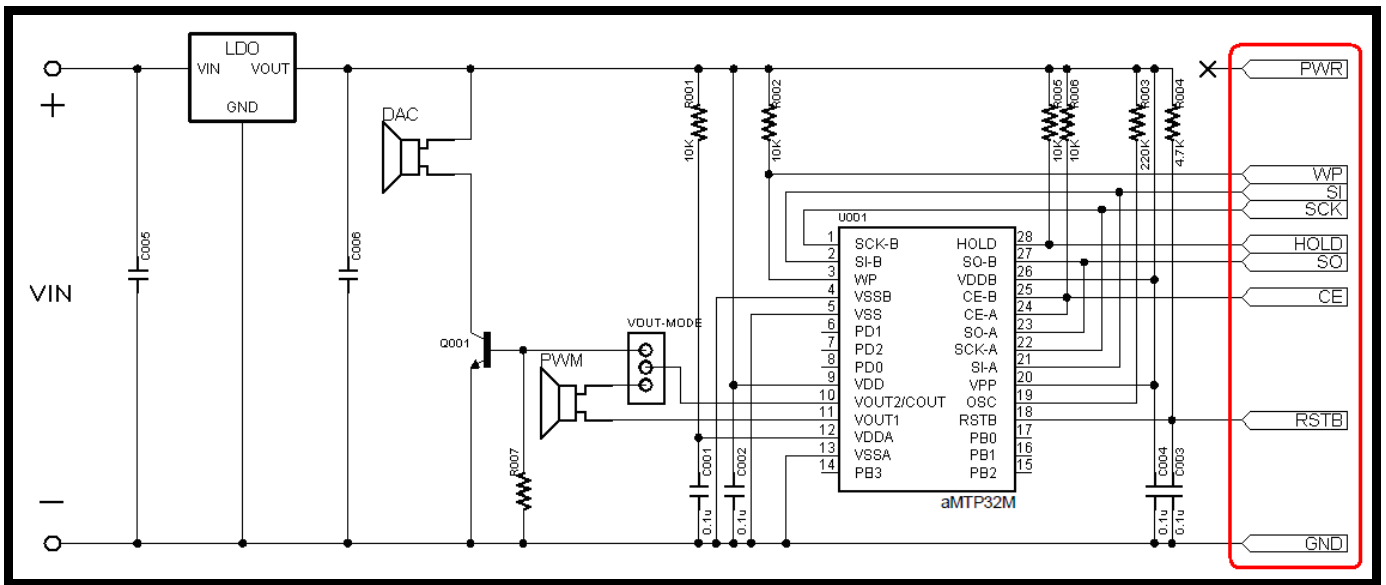 LDO
VIN VOUT
GND
+
VIN
−
C005
C006
DAC
Q001
R007
PWM
VOUT-MODE
R001
10K
R002
10K
C001
0.1u
C002
0.1u
R005
10K
R006
10K
R003
220K
R004
4.7K
U001
1 SCK-B HOLD 28
2 SI-B SO-B 27
3 WP VDDB 26
4 VSSB CE-B 25
5 VSS CE-A 24
6 PD1 SO-A 23
7 PD2 SCK-A 22
8 PD0 SI-A 21
9 VDD VPP 20
10 VOUT2/COUT OSC 19
11 VOUT1 RSTB 18
12 VDDA PB0 17
13 VSSA PB1 16
14 PB3 PB2 15
aMTP32M
C004
0.1u
C003
0.1u
PWR
WP
SI
SCK
HOLD
SO
CE
RSTB
GND